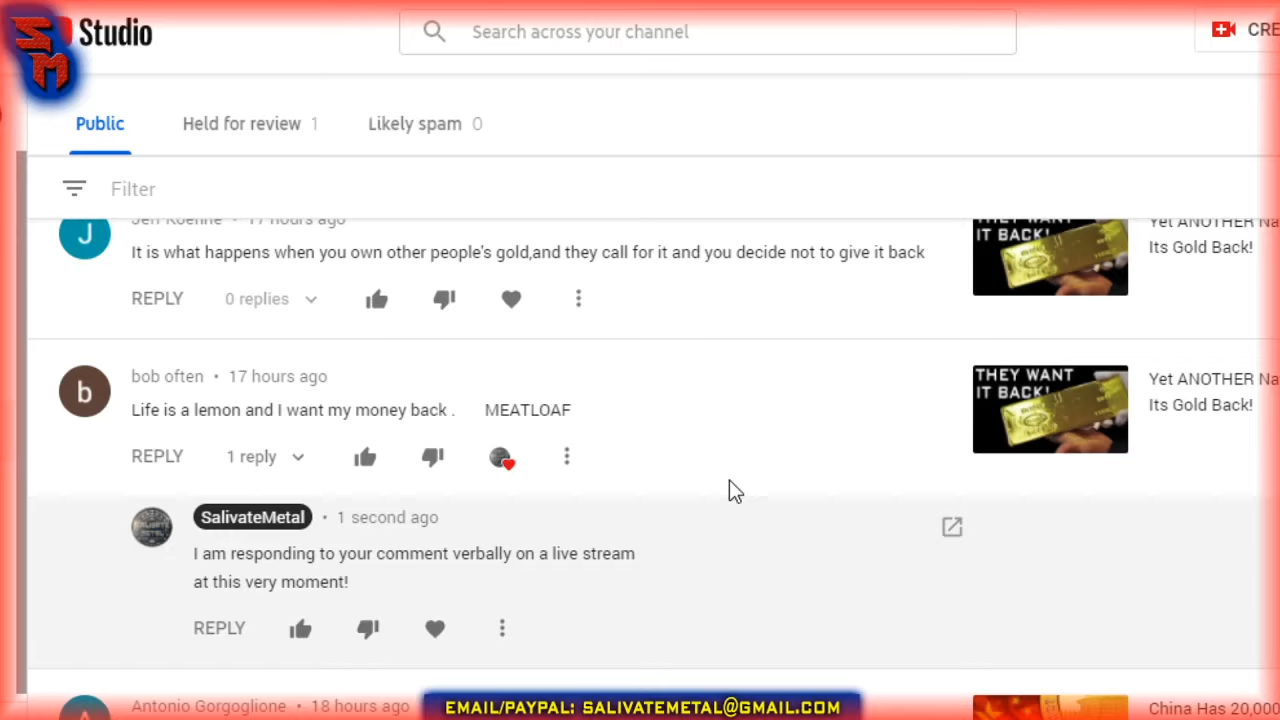 SM
Studio
Search across your channel
CRE
Public
Held for review 1
Likely spam 0
Filter
17 hours ago
It is what happens when you own other people's gold,and they call for it and you decide not to give it back
IT BACK!
Yet ANOTHER Na
Its Gold Back!
J
REPLY
0 replies
b
bob often • 17 hours ago
Life is a lemon and I want my money back . MEATLOAF
THEY WANT
IT BACK!
Yet ANOTHER Na
Its Gold Back!
REPLY
1 reply
SalivateMetal • 1 second ago
I am responding to your comment verbally on a live stream
at this very moment!
REPLY
Antonio Gorgoglione • 18 hours ago
China Has 20,000
EMAIL/PAYPAL: SALIVATEMETAL@GMAIL.COM